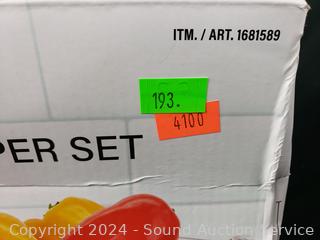 ITM. / ART. 1681589
193.
4100
PER SET
Copyright 2024 - Sound Auction Service